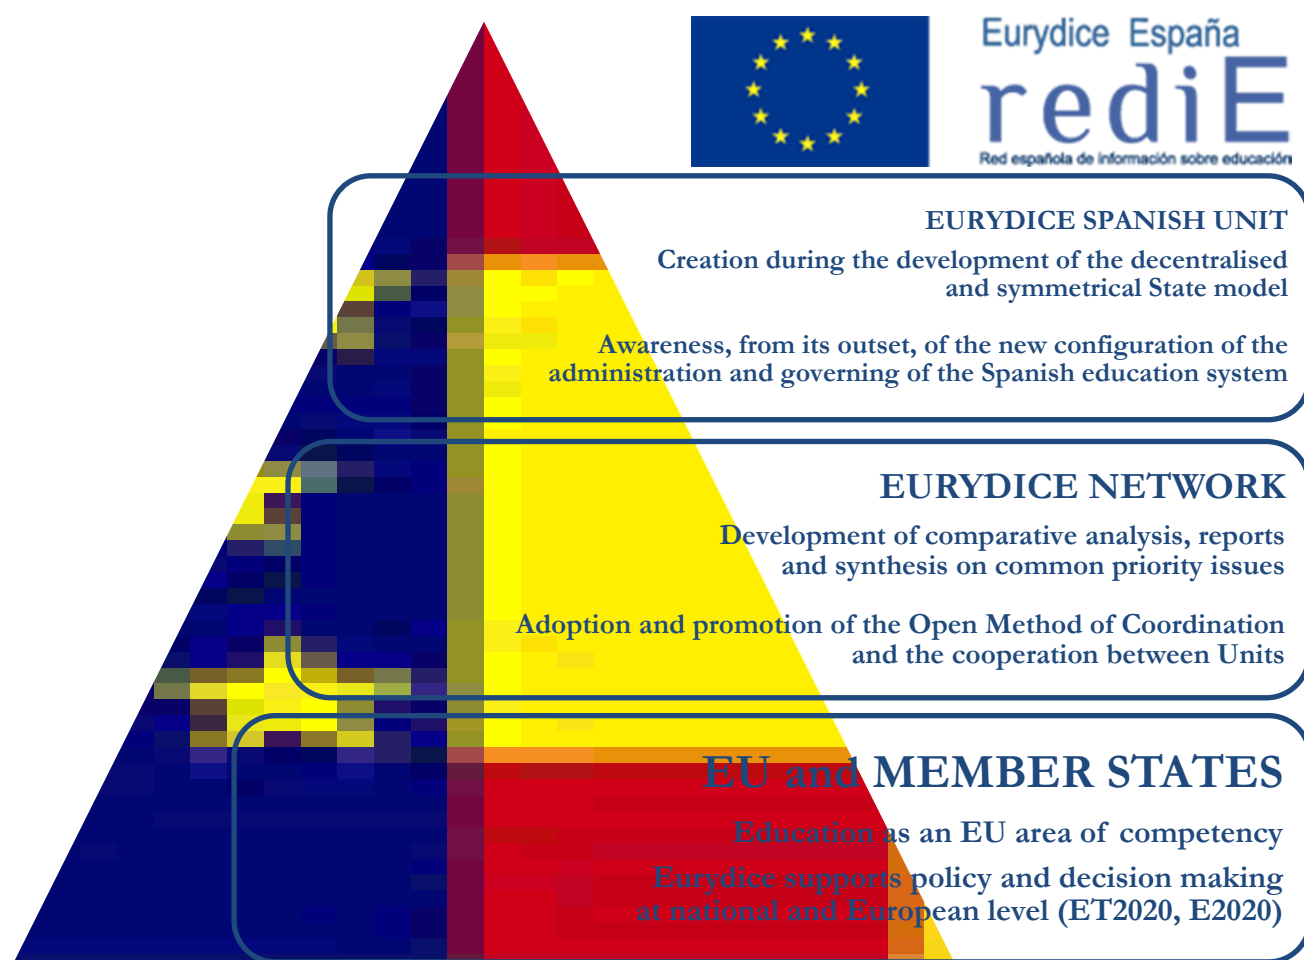 Eurydice España
rediE
Red española de información sobre educación
EURYDICE SPANISH UNIT
Creation during the development of the decentralised
and symmetrical State model
Awareness, from its outset, of the new configuration of the
administration and governing of the Spanish education system
EURYDICE NETWORK
Development of comparative analysis, reports
and synthesis on common priority issues
Adoption and promotion of the Open Method of Coordination
and the cooperation between Units
EU and MEMBER STATES
Education as an EU area of competency
Eurydice supports policy and decision making
at national and European level (ET2020, E2020)